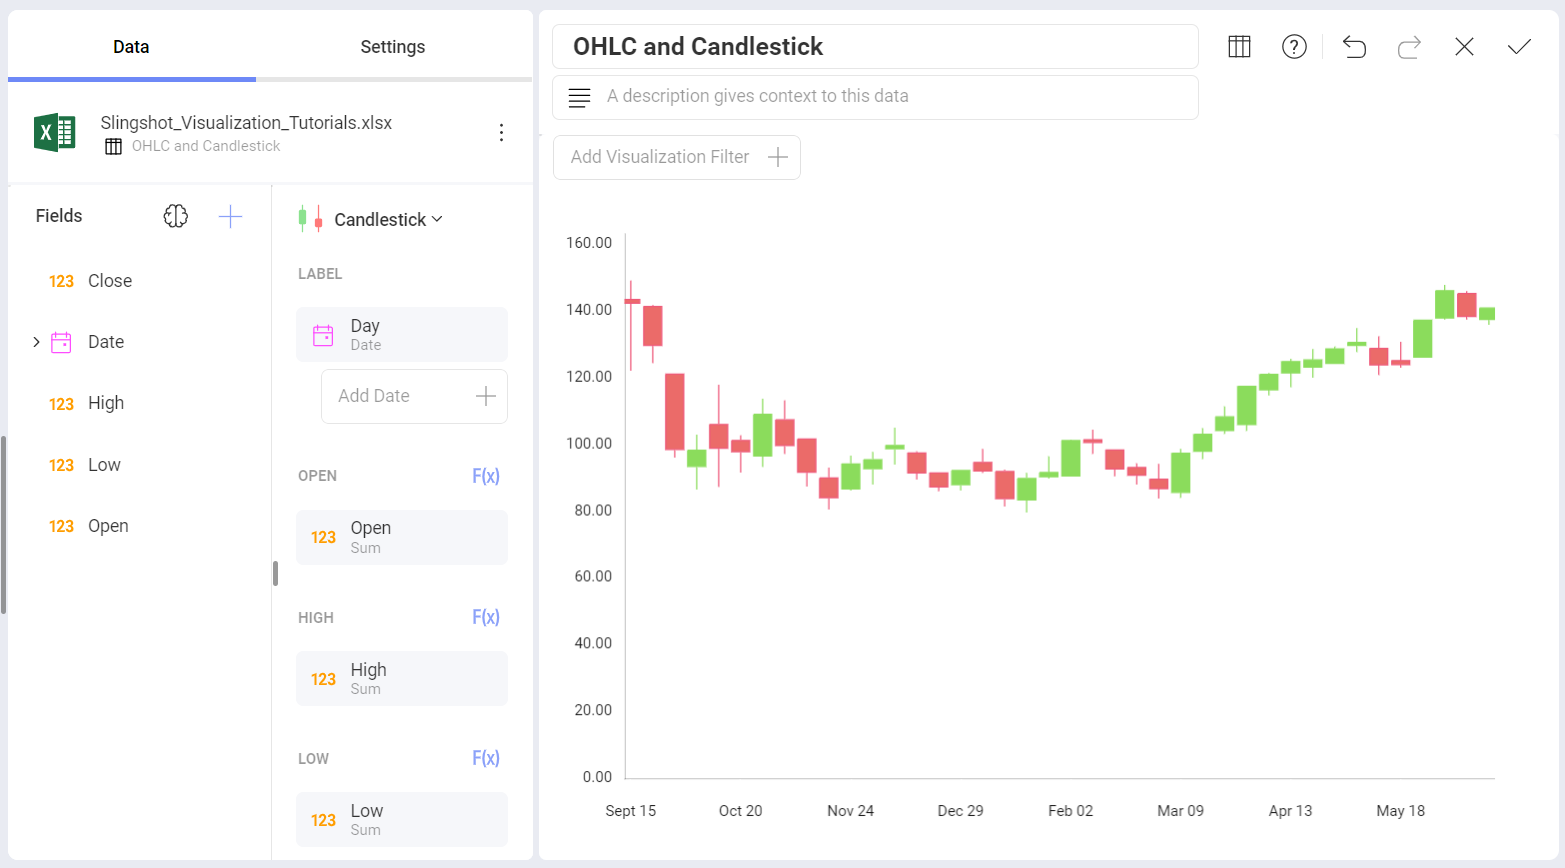 Data
Settings
Slingshot_Visualization_Tutorials.xlsx
OHLC and Candlestick
Fields
123 Close
Date
123 High
123 Low
123 Open
Candlestick
LABEL
Day
Date
Add Date
OPEN F(x)
123 Open
Sum
HIGH F(x)
123 High
Sum
LOW F(x)
123 Low
Sum
OHLC and Candlestick
A description gives context to this data
Add Visualization Filter
160.00
140.00
120.00
100.00
80.00
60.00
40.00
20.00
0.00
Sept 15 Oct 20 Nov 24 Dec 29 Feb 02 Mar 09 Apr 13 May 18